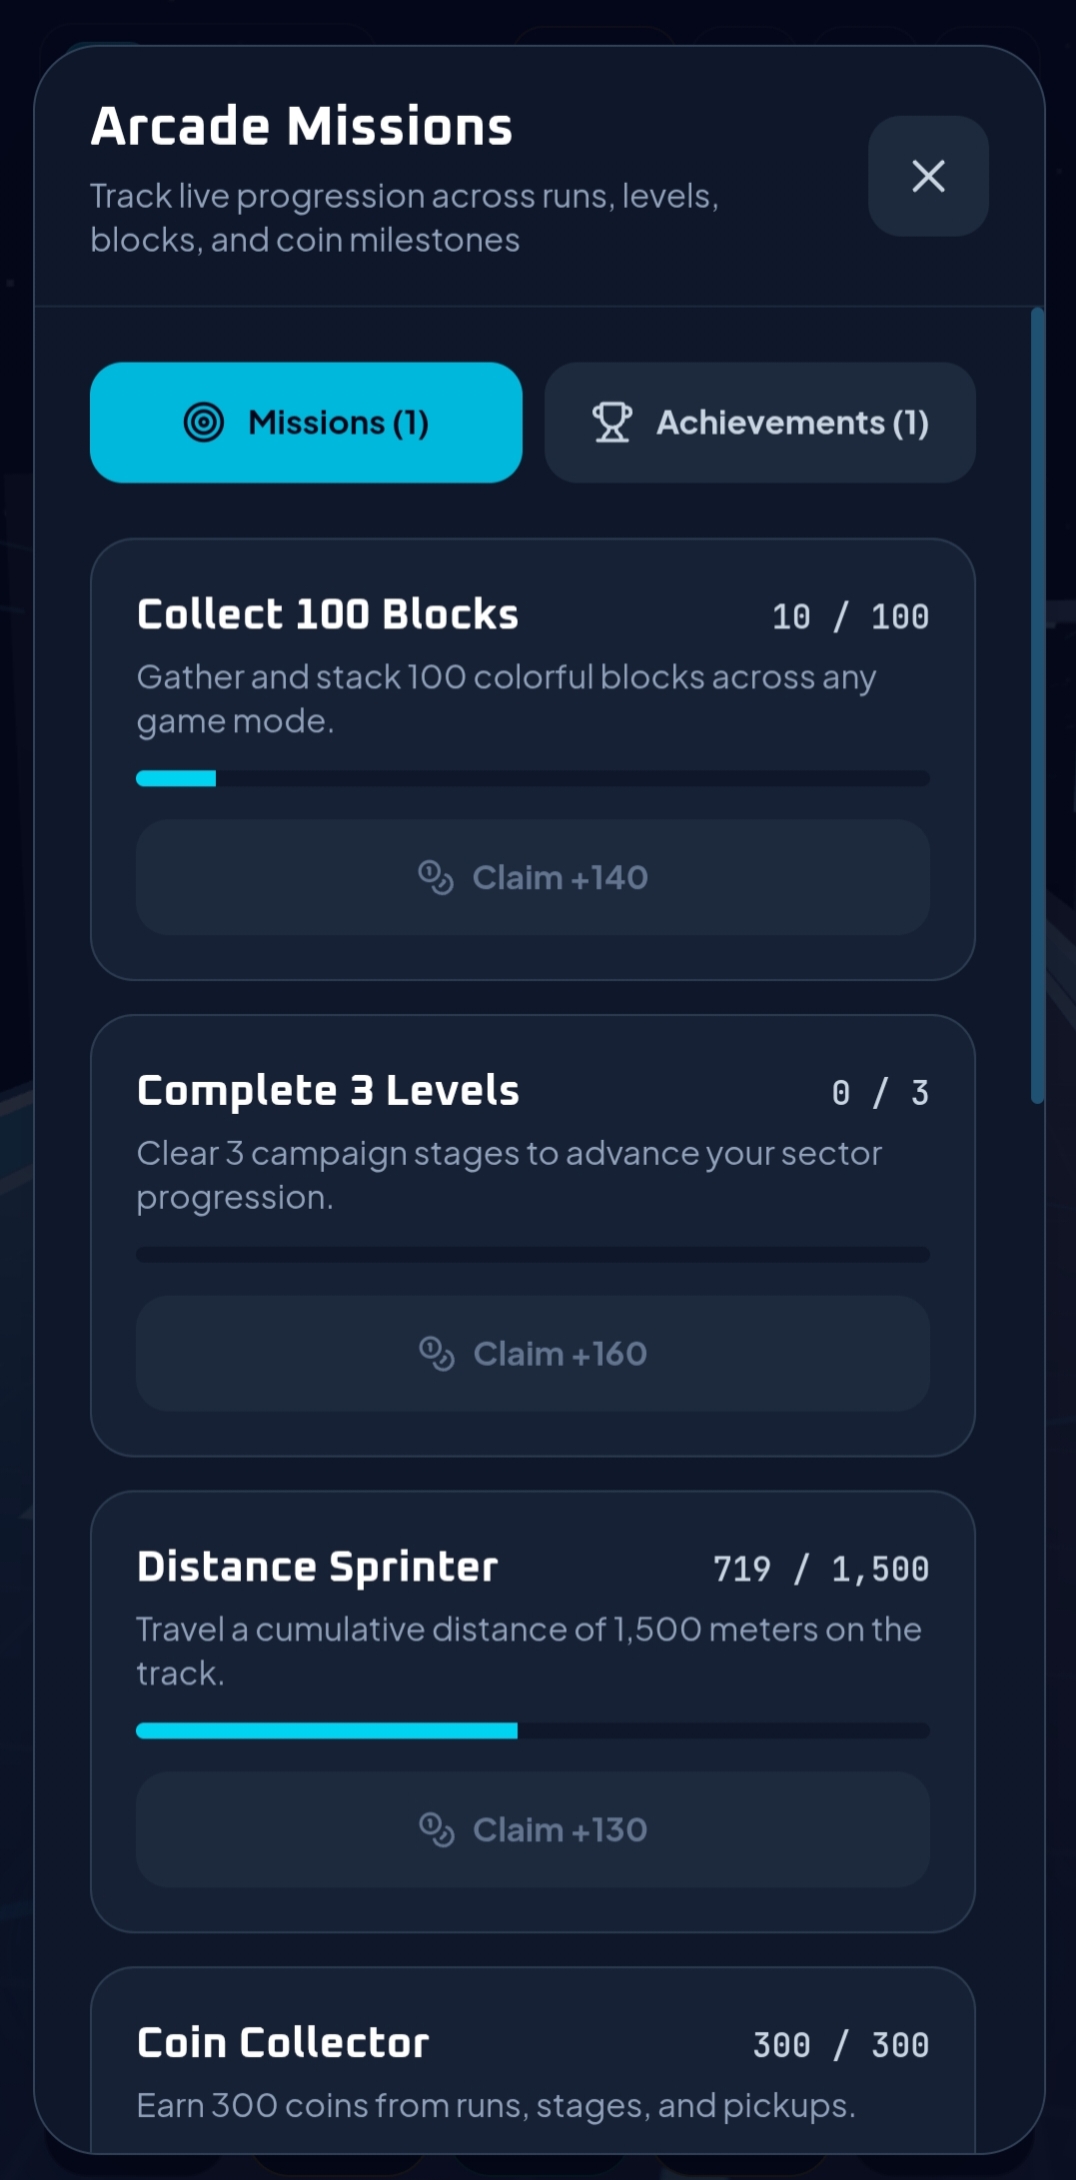 Arcade Missions
Track live progression across runs, levels,
blocks, and coin milestones
Missions (1)
Achievements (1)
Collect 100 Blocks
10 / 100
Gather and stack 100 colorful blocks across any
game mode.
Claim +140
Complete 3 Levels
0 / 3
Clear 3 campaign stages to advance your sector
progression.
Claim +160
Distance Sprinter
719 / 1,500
Travel a cumulative distance of 1,500 meters on the
track.
Claim +130
Coin Collector
300 / 300
Earn 300 coins from runs, stages, and pickups.